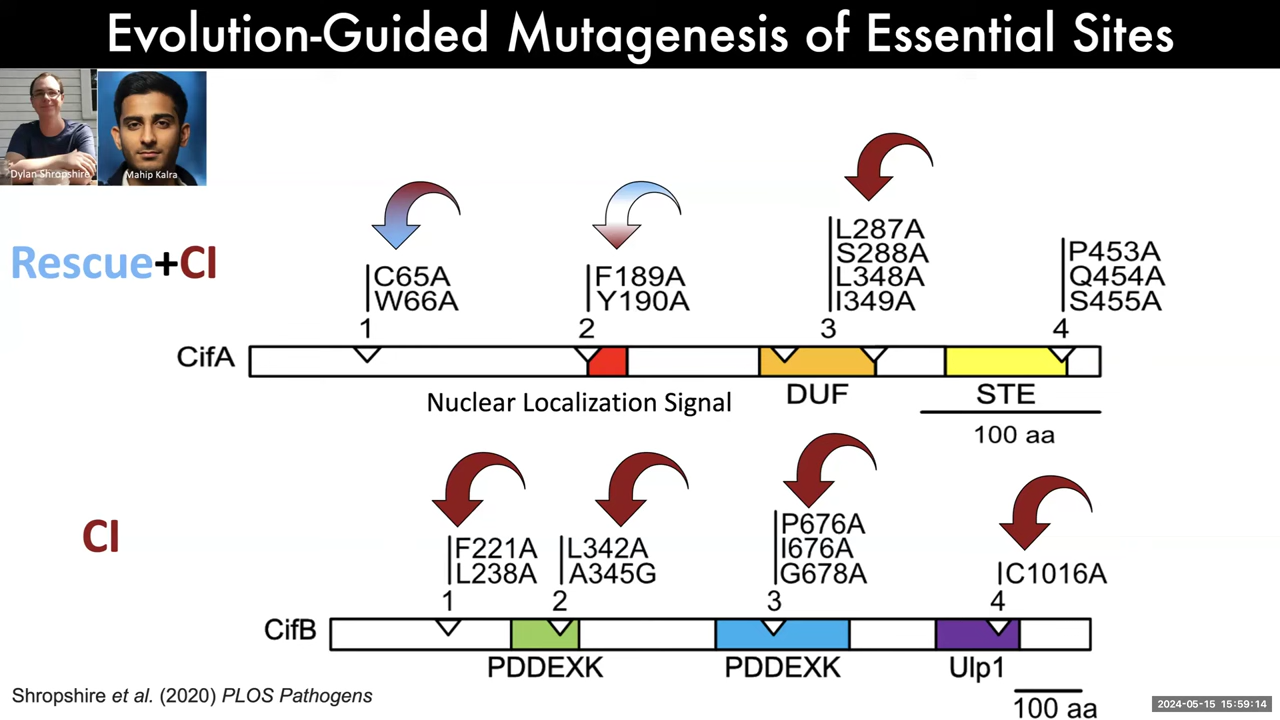 Evolution-Guided Mutagenesis of Essential Sites
Dylan Shropshire
Mahip Kalra
Rescue+CI
C65A
W66A
1
F189A
Y190A
2
L287A
S288A
L348A
I349A
3
P453A
Q454A
S455A
4
CifA
Nuclear Localization Signal
DUF
STE
100 aa
CI
F221A
L238A
1
L342A
A345G
2
P676A
I676A
G678A
3
C1016A
4
CifB
PDDEXK
PDDEXK
Ulp1
100 aa
Shropshire et al. (2020) PLOS Pathogens
2024-05-15 15:59:14